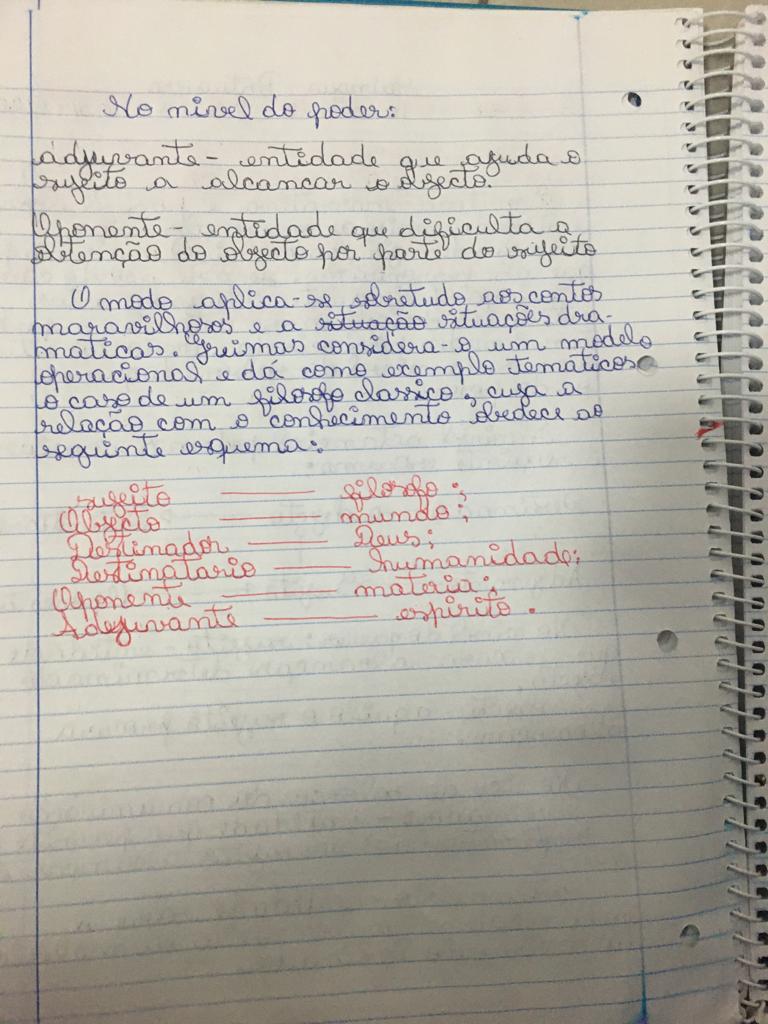 No nivel do poder:
adjuvante - entidade que ajuda o
sujeito a alcancar o objecto.
Oponente - entidade que dificulta a
obtenção do objecto por parte do sujeito
O modo aplica-se sobretudo aos contos
maravilhosos e a situação situações dra-
maticas. Greimas considera-o um modelo
operacional e dá como exemplo tematicos
o caso de um filosofo classico, cuja a
relação com o conhecimento obedece ao
seguinte esquema:
sujeito ——— filosofo;
Objecto ——— mundo;
Destinador ——— Deus;
Destinatario ——— humanidade;
Oponente ——— materia;
Adejuvante ——— espirito.